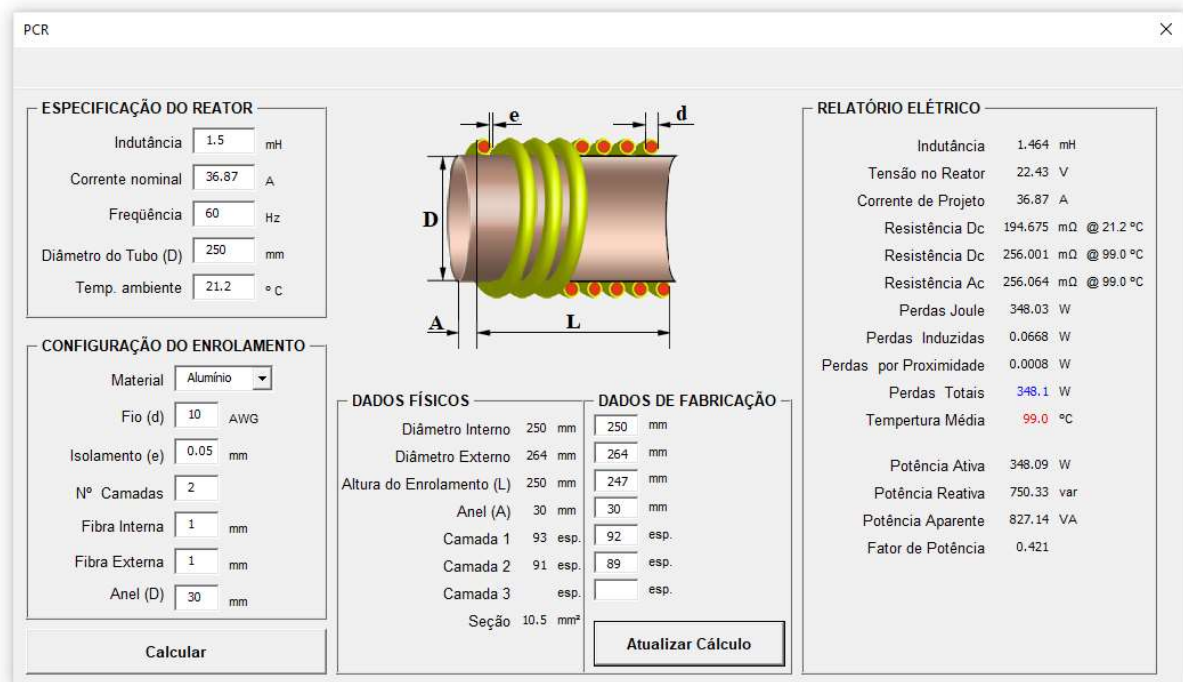 PCR
ESPECIFICAÇÃO DO REATOR
Indutância 1.5 mH
Corrente nominal 36.87 A
Freqüência 60 Hz
Diâmetro do Tubo (D) 250 mm
Temp. ambiente 21.2 º C
CONFIGURAÇÃO DO ENROLAMENTO
Material Alumínio
Fio (d) 10 AWG
Isolamento (e) 0.05 mm
Nº Camadas 2
Fibra Interna 1 mm
Fibra Externa 1 mm
Anel (D) 30 mm
Calcular
e d
D
A L
DADOS FÍSICOS
Diâmetro Interno 250 mm
Diâmetro Externo 264 mm
Altura do Enrolamento (L) 250 mm
Anel (A) 30 mm
Camada 1 93 esp.
Camada 2 91 esp.
Camada 3 esp.
Seção 10.5 mm²
DADOS DE FABRICAÇÃO
250 mm
264 mm
247 mm
30 mm
92 esp.
89 esp.
esp.
Atualizar Cálculo
RELATÓRIO ELÉTRICO
Indutância 1.464 mH
Tensão no Reator 22.43 V
Corrente de Projeto 36.87 A
Resistência Dc 194.675 mΩ @ 21.2 ºC
Resistência Dc 256.001 mΩ @ 99.0 ºC
Resistência Ac 256.064 mΩ @ 99.0 ºC
Perdas Joule 348.03 W
Perdas Induzidas 0.0668 W
Perdas por Proximidade 0.0008 W
Perdas Totais 348.1 W
Tempertura Média 99.0 ºC
Potência Ativa 348.09 W
Potência Reativa 750.33 var
Potência Aparente 827.14 VA
Fator de Potência 0.421